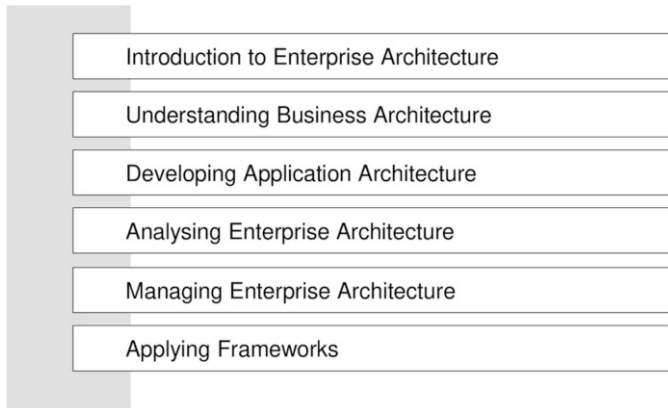 Introduction to Enterprise Architecture
Understanding Business Architecture
Developing Application Architecture
Analysing Enterprise Architecture
Managing Enterprise Architecture
Applying Frameworks